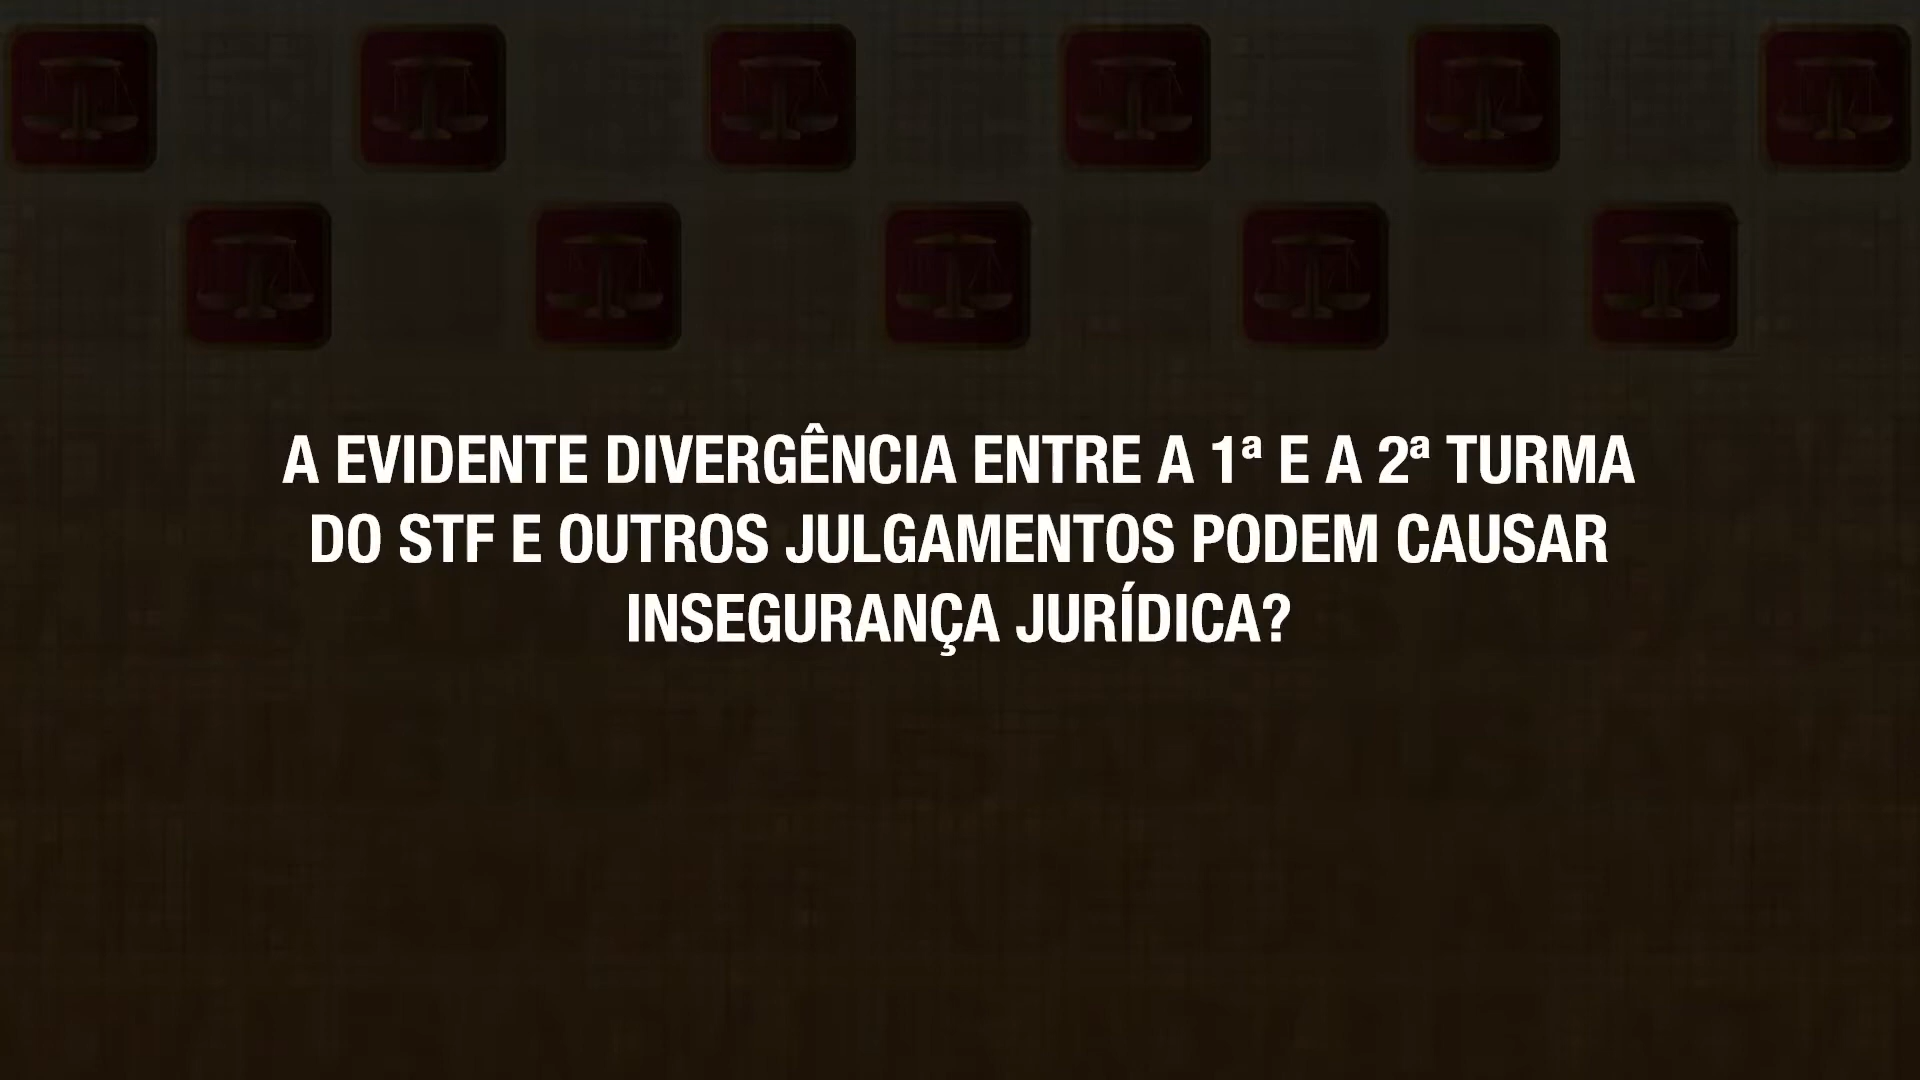 A EVIDENTE DIVERGÊNCIA ENTRE A 1ª E A 2ª TURMA
DO STF E OUTROS JULGAMENTOS PODEM CAUSAR
INSEGURANÇA JURÍDICA?